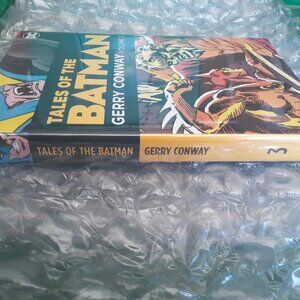 TALES OF THE
BATMAN
GERRY CONWAY
TALES OF THE BATMAN GERRY CONWAY 3